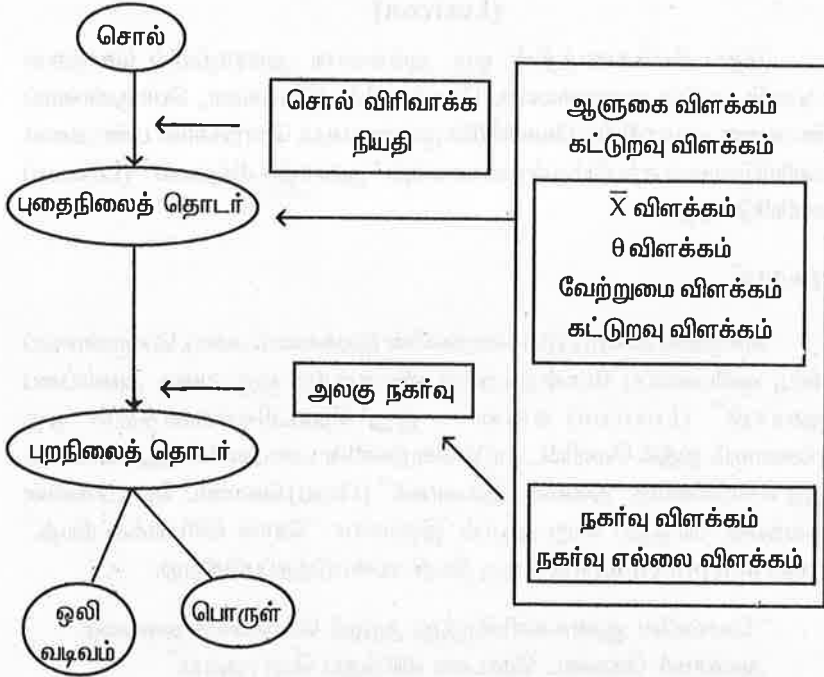 சொல்
சொல் விரிவாக்க
நியதி
ஆளுகை விளக்கம்
கட்டுறவு விளக்கம்
புதைநிலைத் தொடர்
X̅ விளக்கம்
θ விளக்கம்
வேற்றுமை விளக்கம்
கட்டுறவு விளக்கம்
அலகு நகர்வு
புறநிலைத் தொடர்
நகர்வு விளக்கம்
நகர்வு எல்லை விளக்கம்
ஒலி
வடிவம்
பொருள்